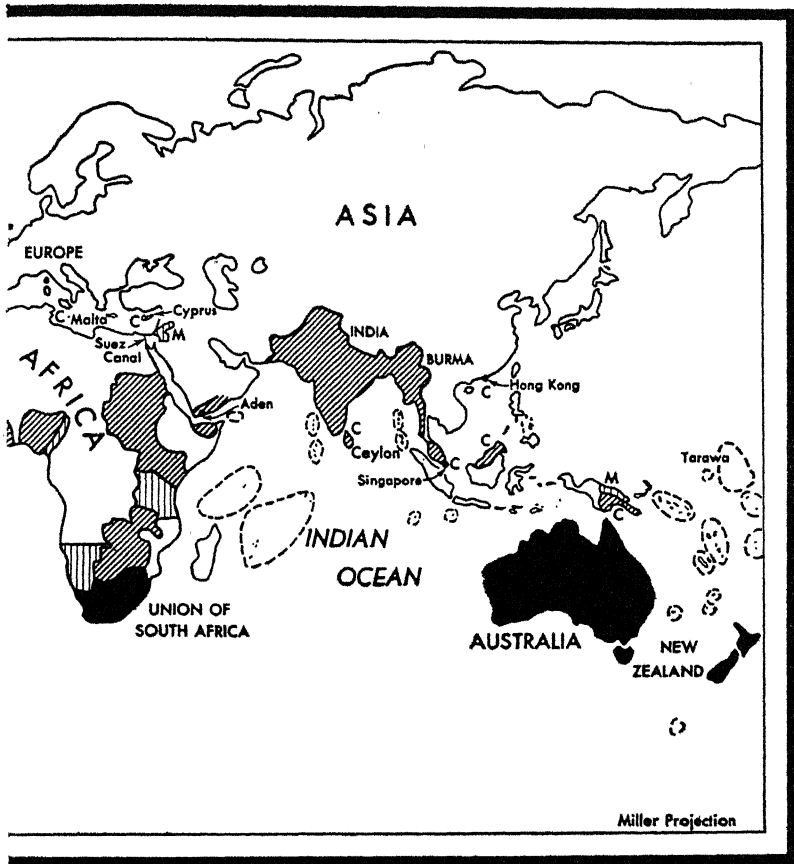 ASIA
EUROPE
C
Malta
C
Cyprus
M
Suez
Canal
INDIA
BURMA
AFRICA
Hong Kong
C
Aden
C
Ceylon
C
C
Singapore
Tarawa
M
C
INDIAN
OCEAN
UNION OF
SOUTH AFRICA
AUSTRALIA
NEW
ZEALAND
Miller Projection